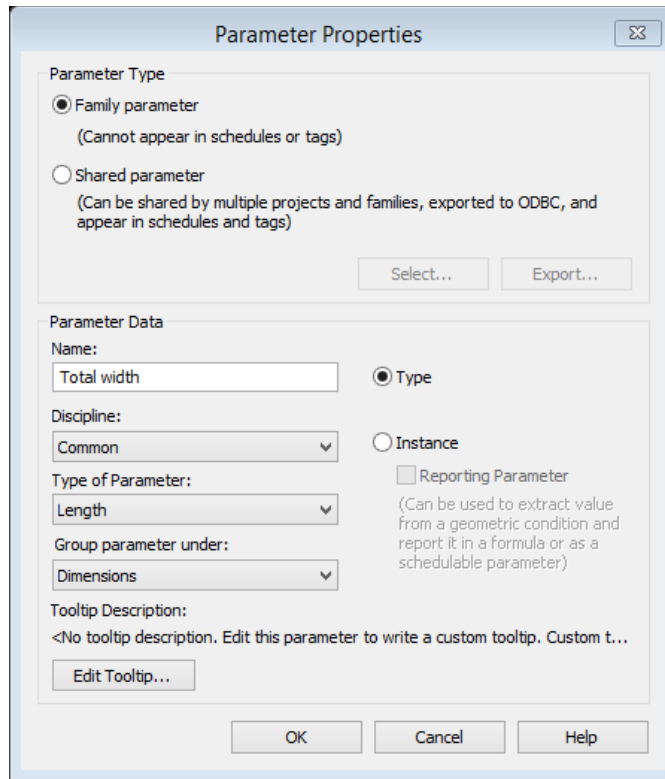 Parameter Properties
Parameter Type
Family parameter
(Cannot appear in schedules or tags)
Shared parameter
(Can be shared by multiple projects and families, exported to ODBC, and
appear in schedules and tags)
Select...
Export...
Parameter Data
Name:
Total width
Type
Discipline:
Common
Instance
Reporting Parameter
Type of Parameter:
Length
(Can be used to extract value
from a geometric condition and
report it in a formula or as a
schedulable parameter)
Group parameter under:
Dimensions
Tooltip Description:
<No tooltip description. Edit this parameter to write a custom tooltip. Custom t...
Edit Tooltip...
OK
Cancel
Help